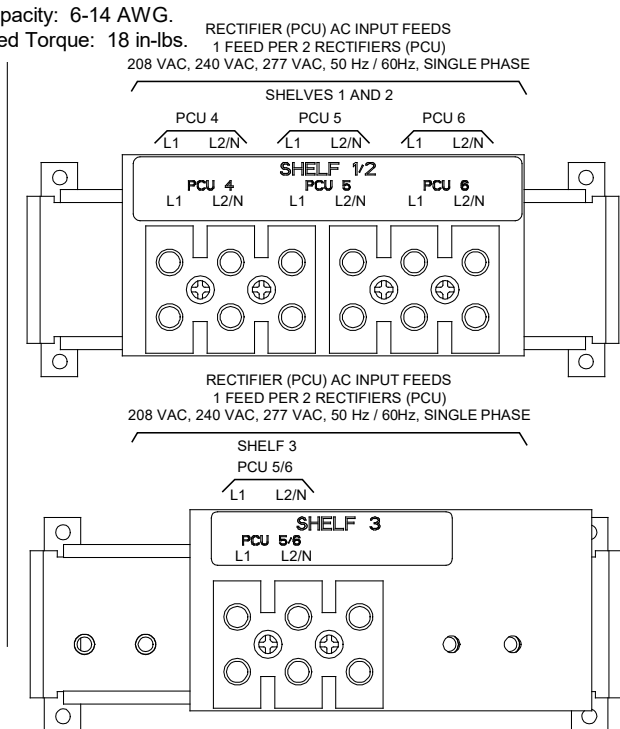 pacity: 6-14 AWG.
ed Torque: 18 in-lbs.
RECTIFIER (PCU) AC INPUT FEEDS
1 FEED PER 2 RECTIFIERS (PCU)
208 VAC, 240 VAC, 277 VAC, 50 Hz / 60Hz, SINGLE PHASE
SHELVES 1 AND 2
PCU 4 PCU 5 PCU 6
L1 L2/N L1 L2/N L1 L2/N
SHELF 1/2
PCU 4 PCU 5 PCU 6
L1 L2/N L1 L2/N L1 L2/N
RECTIFIER (PCU) AC INPUT FEEDS
1 FEED PER 2 RECTIFIERS (PCU)
208 VAC, 240 VAC, 277 VAC, 50 Hz / 60Hz, SINGLE PHASE
SHELF 3
PCU 5/6
L1 L2/N
SHELF 3
PCU 5/6
L1 L2/N